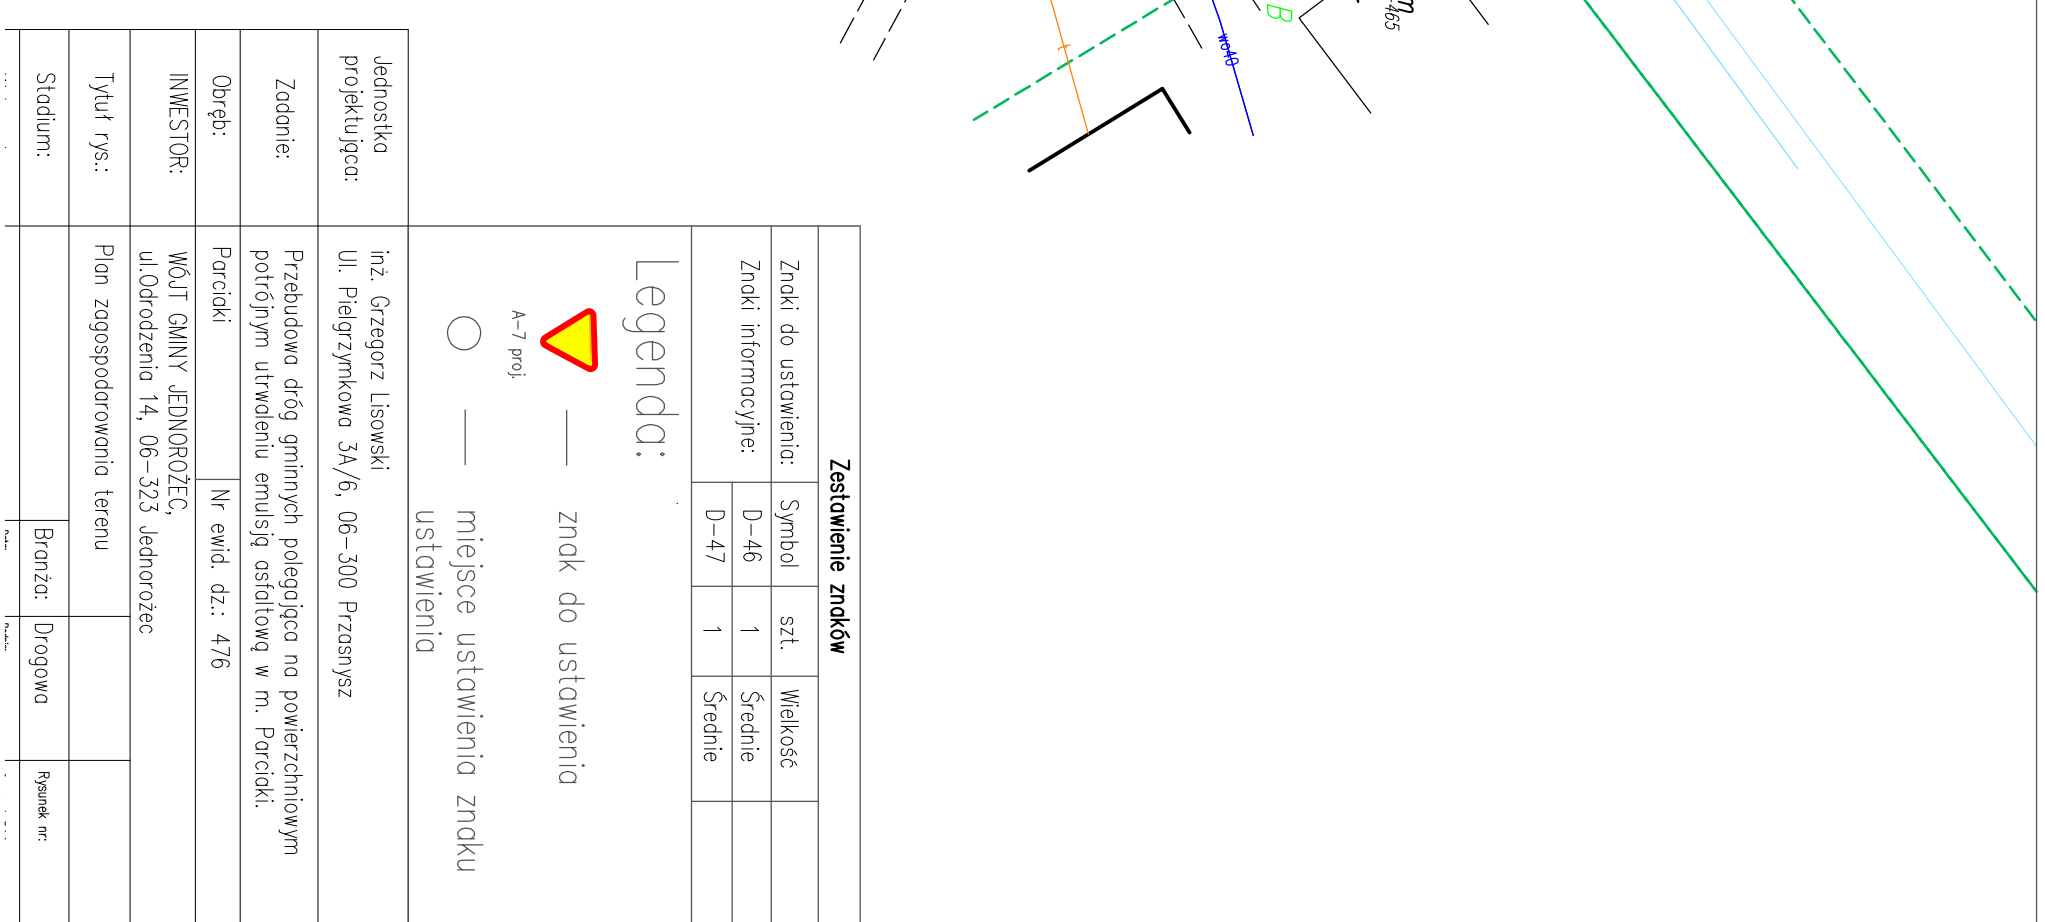 m
465
B
wo40
t
Zestawienie znaków
Znaki do ustawienia: Symbol szt. Wielkość
Znaki informacyjne: D-46 1 Średnie
D-47 1 Średnie
Legenda:
A-7 proj.
znak do ustawienia
miejsce ustawienia znaku
ustawienia
Jednostka
projektująca:
inż. Grzegorz Lisowski
Ul. Pielgrzymkowa 3A/6, 06-300 Przasnysz
Zadanie:
Przebudowa dróg gminnych polegająca na powierzchniowym
potrójnym utrwaleniu emulsją asfaltową w m. Parciaki.
Obręb: Parciaki Nr ewid. dz.: 476
INWESTOR:
WÓJT GMINY JEDNOROŻEC,
ul.Odrodzenia 14, 06-323 Jednorożec
Tytuł rys.: Plan zagospodarowania terenu
Stadium: Branża: Drogowa Rysunek nr: